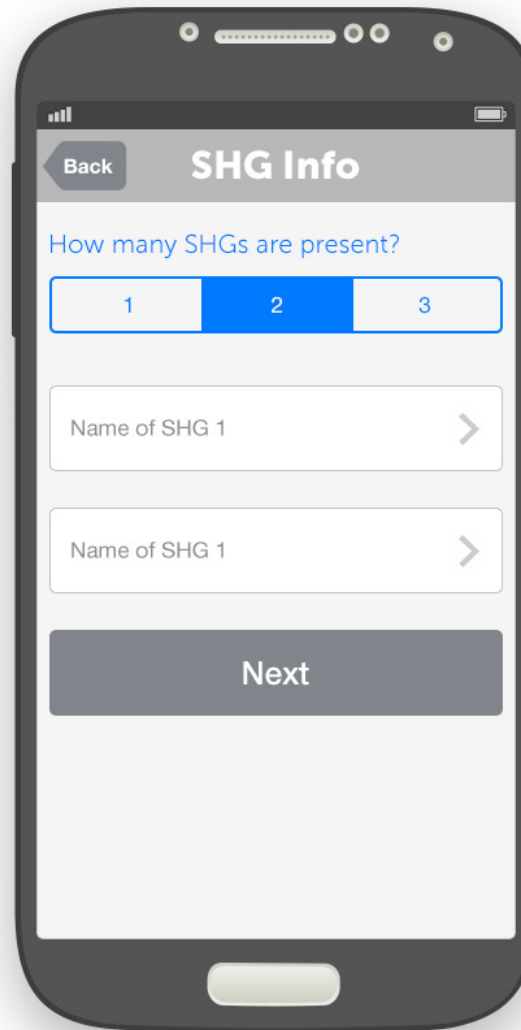 Back
SHG Info
How many SHGs are present?
1 2 3
Name of SHG 1
Name of SHG 1
Next